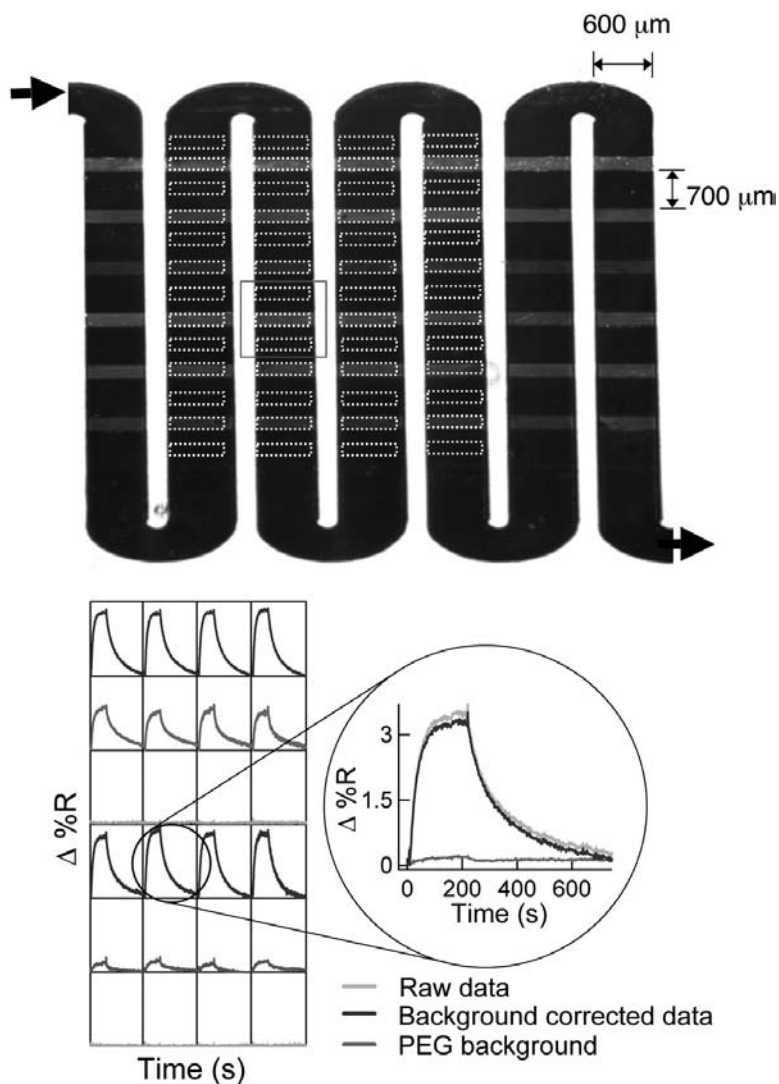 600 μm
700 μm
Δ %R
Time (s)
Δ %R
3
1.5
0
0 200 400 600
Time (s)
Raw data
Background corrected data
PEG background